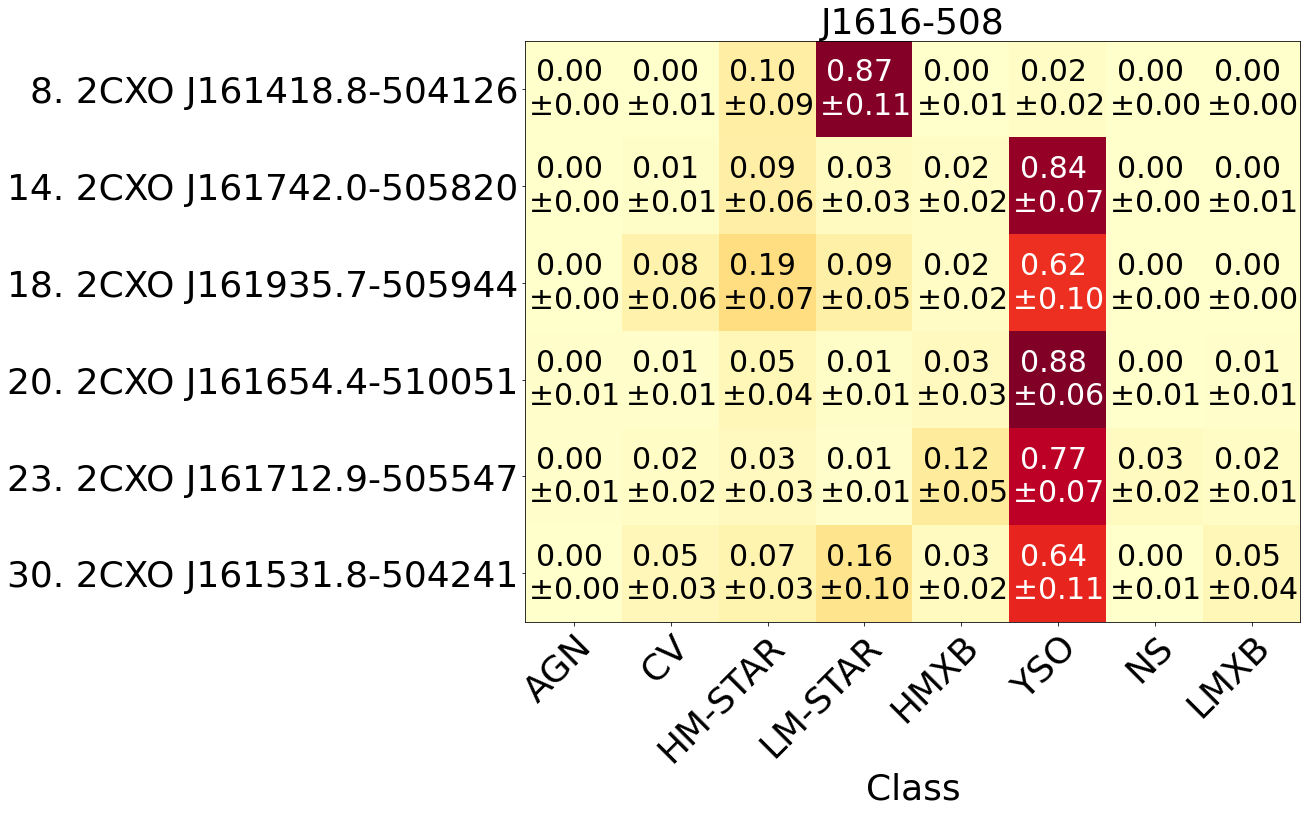 J1616-508
8. 2CXO J161418.8-504126 0.00 0.00 0.10 0.87 0.00 0.02 0.00 0.00
±0.00 ±0.01 ±0.09 ±0.11 ±0.01 ±0.02 ±0.00 ±0.00
14. 2CXO J161742.0-505820 0.00 0.01 0.09 0.03 0.02 0.84 0.00 0.00
±0.00 ±0.01 ±0.06 ±0.03 ±0.02 ±0.07 ±0.00 ±0.01
18. 2CXO J161935.7-505944 0.00 0.08 0.19 0.09 0.02 0.62 0.00 0.00
±0.00 ±0.06 ±0.07 ±0.05 ±0.02 ±0.10 ±0.00 ±0.00
20. 2CXO J161654.4-510051 0.00 0.01 0.05 0.01 0.03 0.88 0.00 0.01
±0.01 ±0.01 ±0.04 ±0.01 ±0.03 ±0.06 ±0.01 ±0.01
23. 2CXO J161712.9-505547 0.00 0.02 0.03 0.01 0.12 0.77 0.03 0.02
±0.01 ±0.02 ±0.03 ±0.01 ±0.05 ±0.07 ±0.02 ±0.01
30. 2CXO J161531.8-504241 0.00 0.05 0.07 0.16 0.03 0.64 0.00 0.05
±0.00 ±0.03 ±0.03 ±0.10 ±0.02 ±0.11 ±0.01 ±0.04
AGN CV HM-STAR LM-STAR HMXB YSO NS LMXB
Class